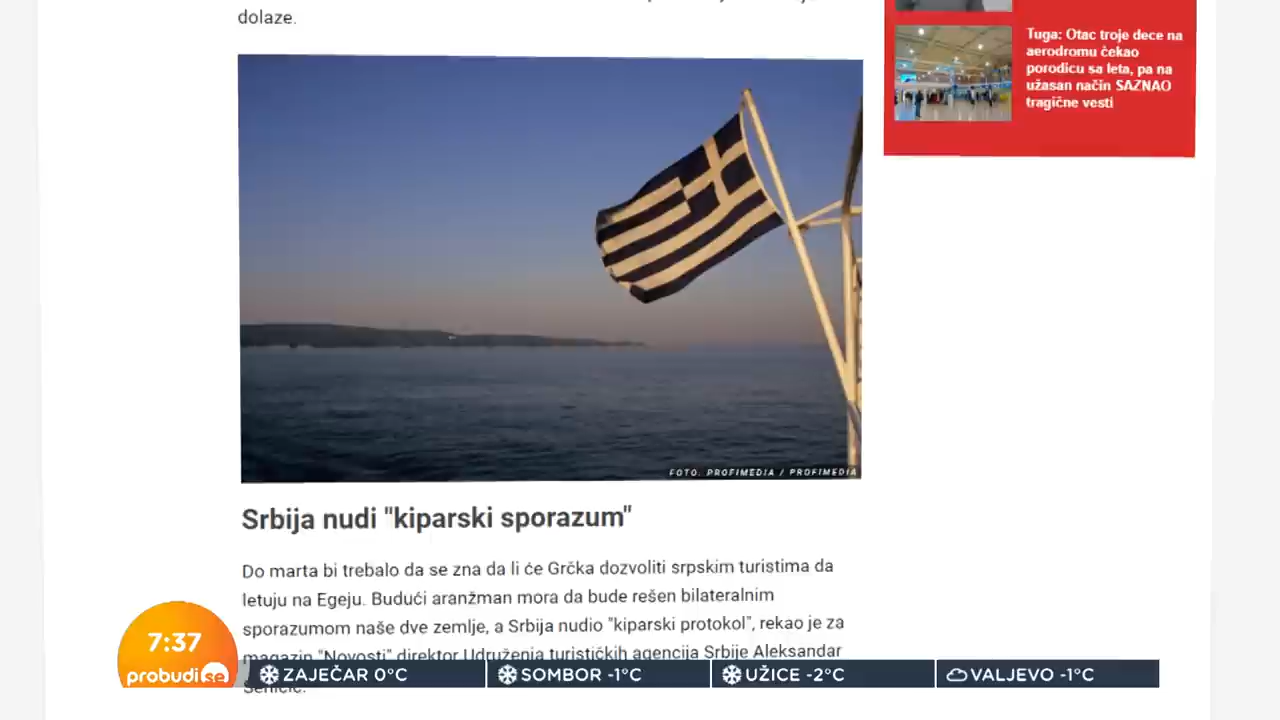 dolaze.
Tuga: Otac troje dece na
aerodromu čekao
porodicu sa leta, pa na
užasan način SAZNAO
tragične vesti
FOTO: PROFIMEDIA / PROFIMEDIA
Srbija nudi "kiparski sporazum"
Do marta bi trebalo da se zna da li će Grčka dozvoliti srpskim turistima da
letuju na Egeju. Budući aranžman mora da bude rešen bilateralnim
sporazumom naše dve zemlje, a Srbija nudio "kiparski protokol", rekao je za
magazin "Novosti" direktor Udruženja turističkih agencija Srbije Aleksandar
7:37
probudi se
ZAJEČAR 0°C
SOMBOR -1°C
UŽICE -2°C
VALJEVO -1°C